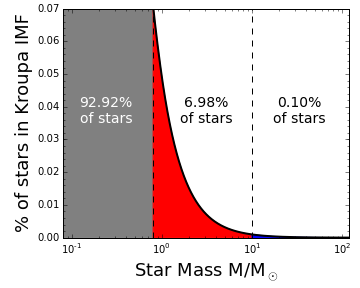 0.07
0.06
0.05
0.04
0.03
0.02
0.01
0.00
% of stars in Kroupa IMF
92.92%
of stars
6.98%
of stars
0.10%
of stars
10⁻¹ 10⁰ 10¹ 10²
Star Mass M/M☉